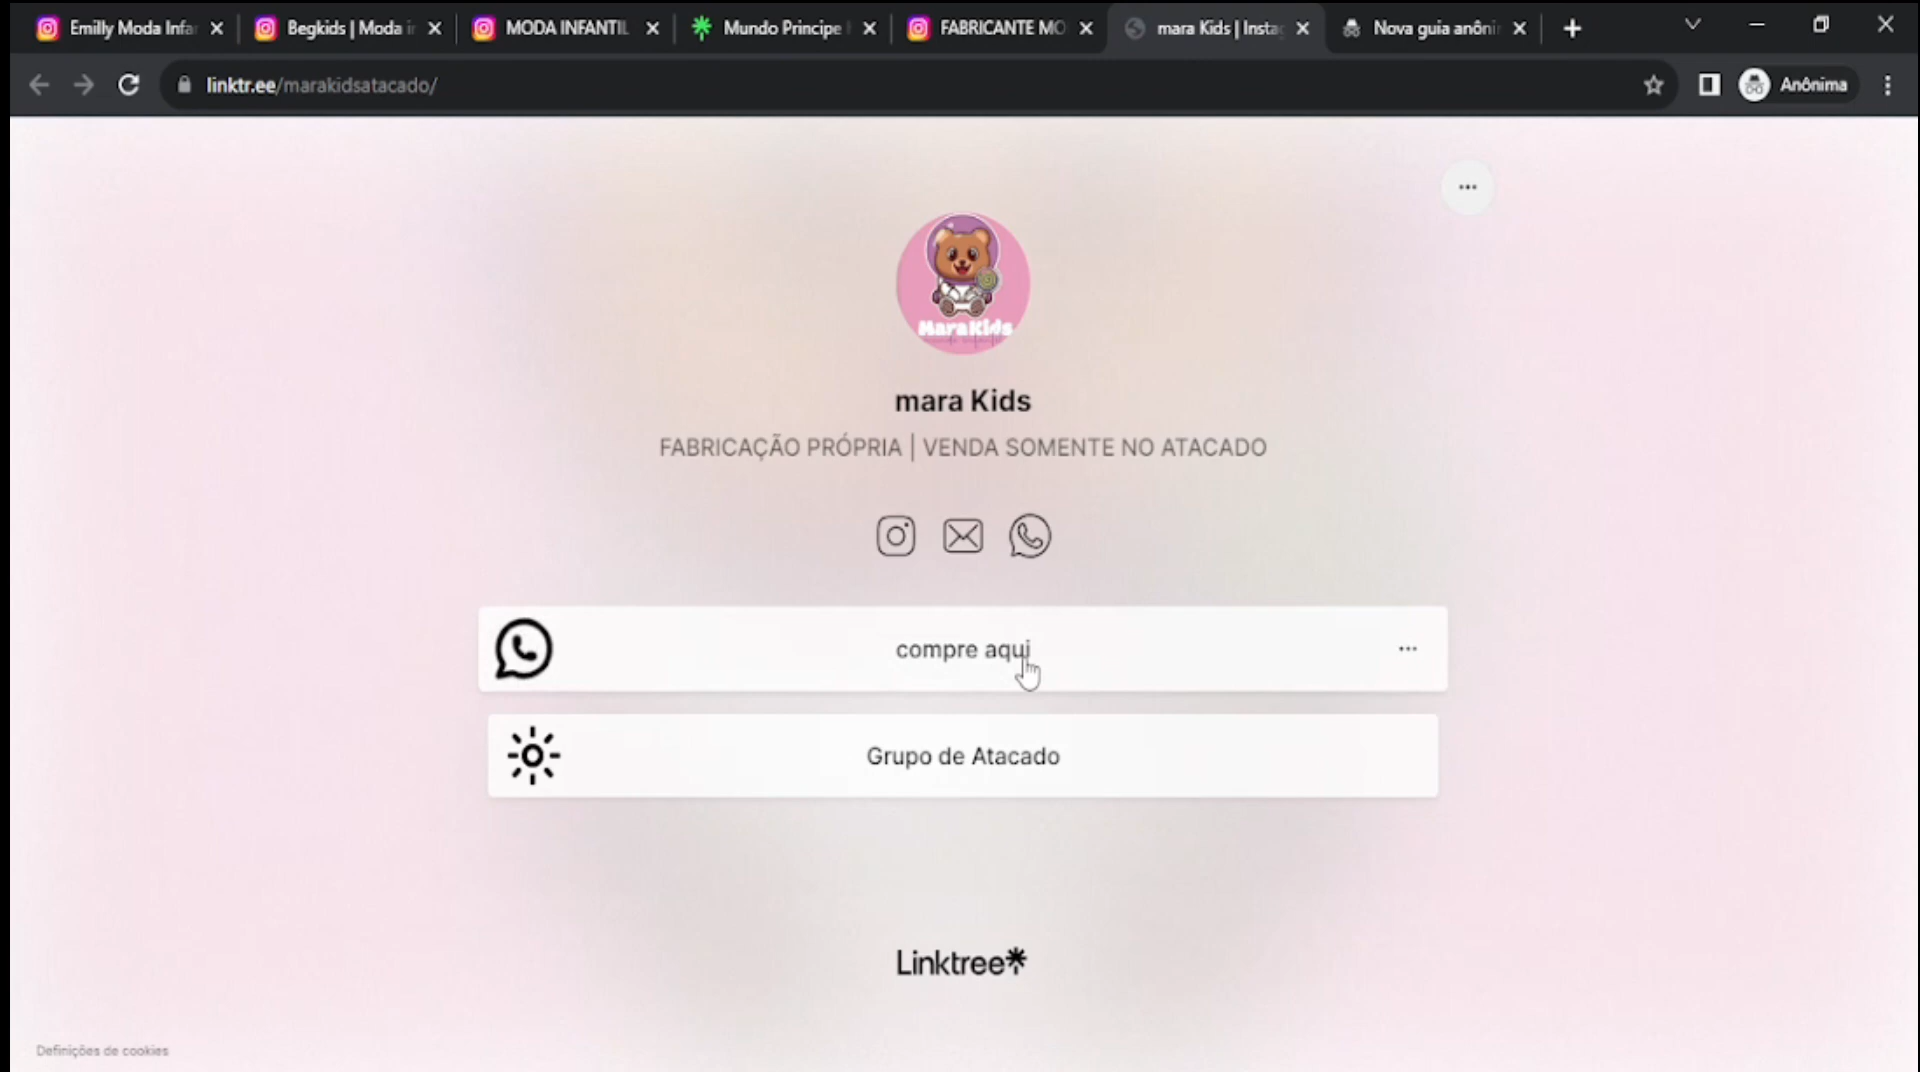 Emilly Moda Infa
Begkids | Moda i
MODA INFANTIL
Mundo Principe
FABRICANTE MO
mara Kids | Insta
Nova guia anôni
linktr.ee/marakidsatacado/
Anônima
MaraKids
mara Kids
FABRICAÇÃO PRÓPRIA | VENDA SOMENTE NO ATACADO
compre aqui
Grupo de Atacado
Linktree
Definições de cookies